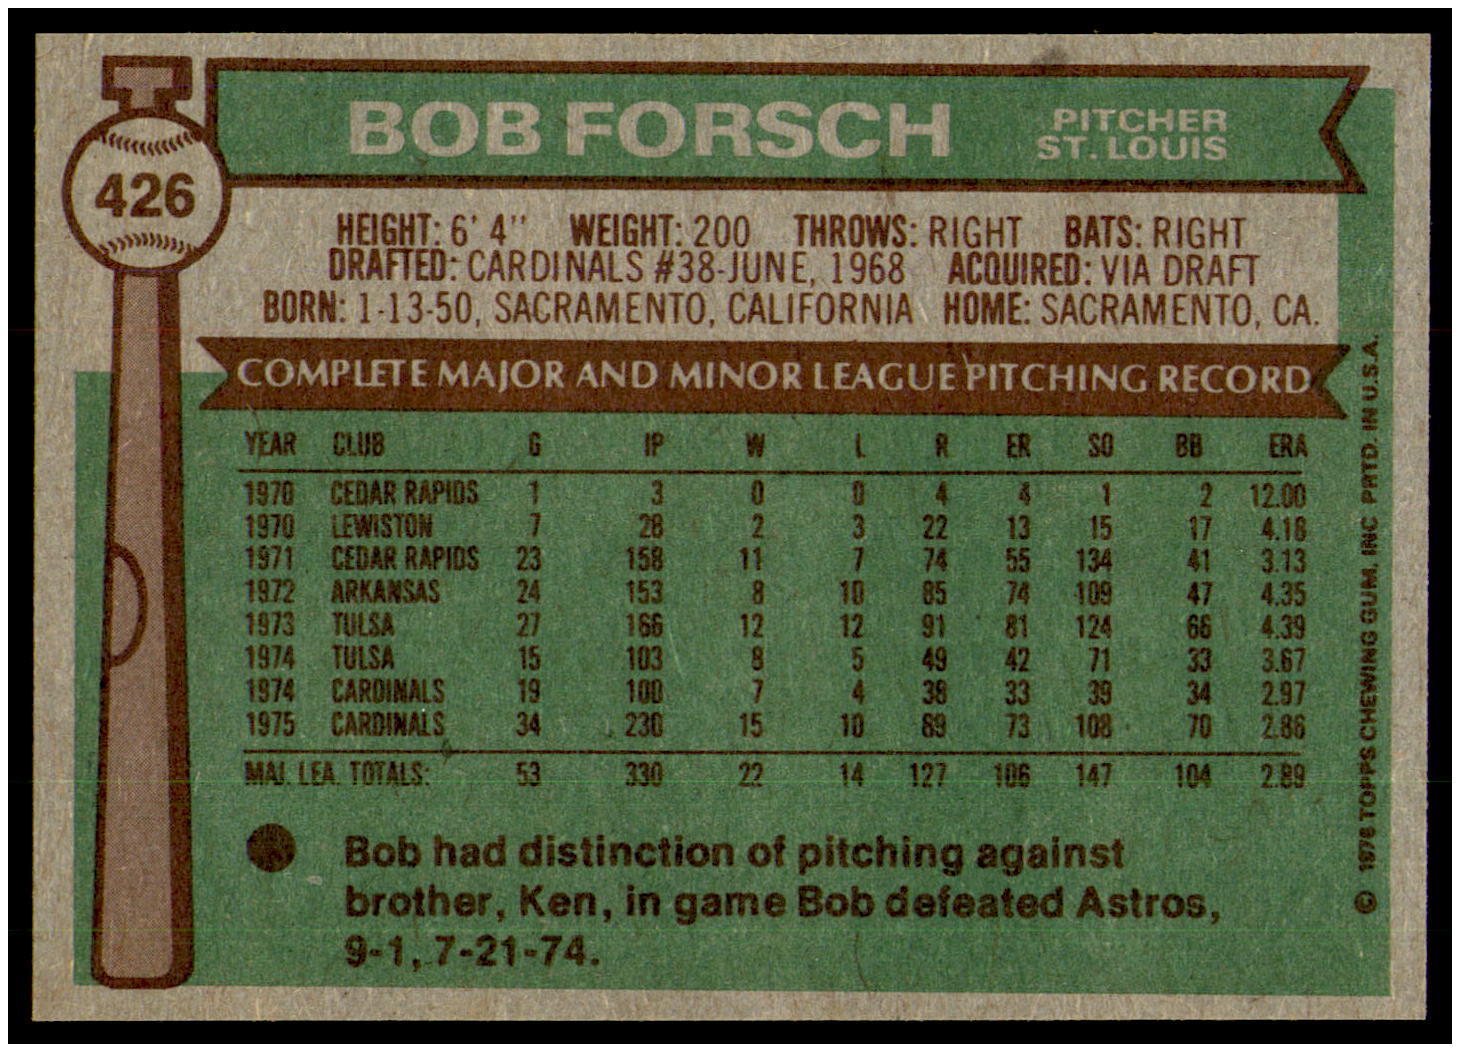 T
BOB FORSCH
PITCHER
ST. LOUIS
426
HEIGHT: 6' 4" WEIGHT: 200 THROWS: RIGHT BATS: RIGHT
DRAFTED: CARDINALS #38-JUNE, 1968 ACQUIRED: VIA DRAFT
BORN: 1-13-50, SACRAMENTO, CALIFORNIA HOME: SACRAMENTO, CA.
COMPLETE MAJOR AND MINOR LEAGUE PITCHING RECORD
YEAR CLUB G IP W L R ER SO BB ERA
1970 CEDAR RAPIDS 1 3 0 0 4 4 1 2 12.00
1970 LEWISTON 7 28 2 3 22 13 15 17 4.18
1971 CEDAR RAPIDS 23 158 11 7 74 55 134 41 3.13
1972 ARKANSAS 24 153 8 10 85 74 109 47 4.35
1973 TULSA 27 166 12 12 91 81 124 66 4.39
1974 TULSA 15 103 8 5 49 42 71 33 3.67
1974 CARDINALS 19 100 7 4 38 33 39 34 2.97
1975 CARDINALS 34 230 15 10 89 73 108 70 2.86
MAJ. LEA. TOTALS: 53 330 22 14 127 106 147 104 2.89
Bob had distinction of pitching against
brother, Ken, in game Bob defeated Astros,
9-1, 7-21-74.
© 1976 TOPPS CHEWING GUM, INC PRTD. IN U.S.A.